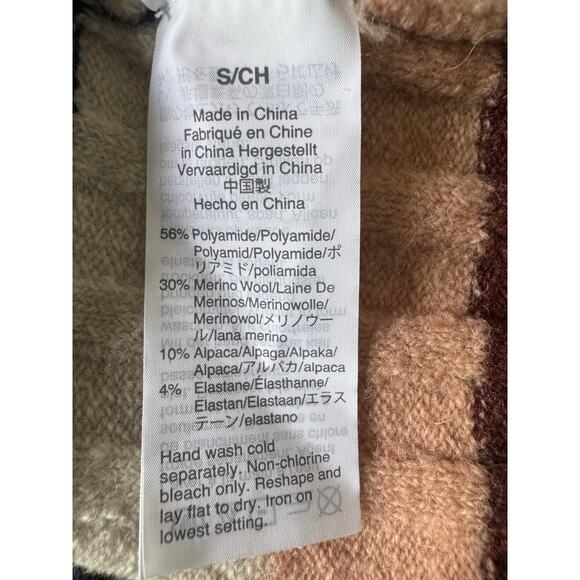 S/CH
Made in China
Fabriqué en Chine
in China Hergestellt
Vervaardigd in China
中国製
Hecho en China
56% Polyamide/Polyamide/
Polyamid/Polyamide/ポ
リアミド/poliamida
30% Merino Wool/Laine De
Merinos/Merinowolle/
Merinowol/メリノウー
ル/lana merino
10% Alpaca/Alpaga/Alpaka/
Alpaca/アルパカ/alpaca
4% Elastane/Élasthanne/
Elastan/Elastaan/エラス
テーン/elastano
Hand wash cold
separately. Non-chlorine
bleach only. Reshape and
lay flat to dry. Iron on
lowest setting.